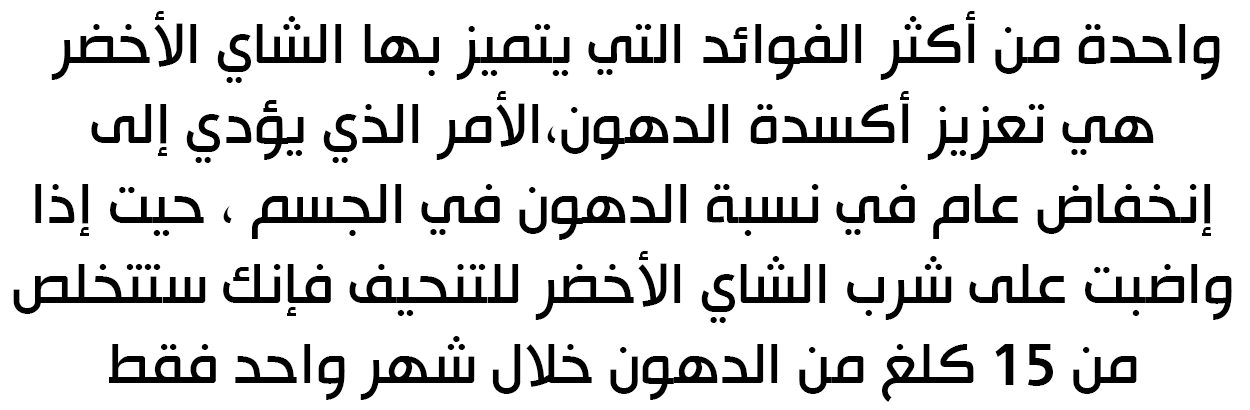 واحدة من أكثر الفوائد التي يتميز بها الشاي الأخضر
هي تعزيز أكسدة الدهون،الأمر الذي يؤدي إلى
إنخفاض عام في نسبة الدهون في الجسم ، حيت إذا
واضبت على شرب الشاي الأخضر للتنحيف فإنك ستتخلص
من 15 كلغ من الدهون خلال شهر واحد فقط